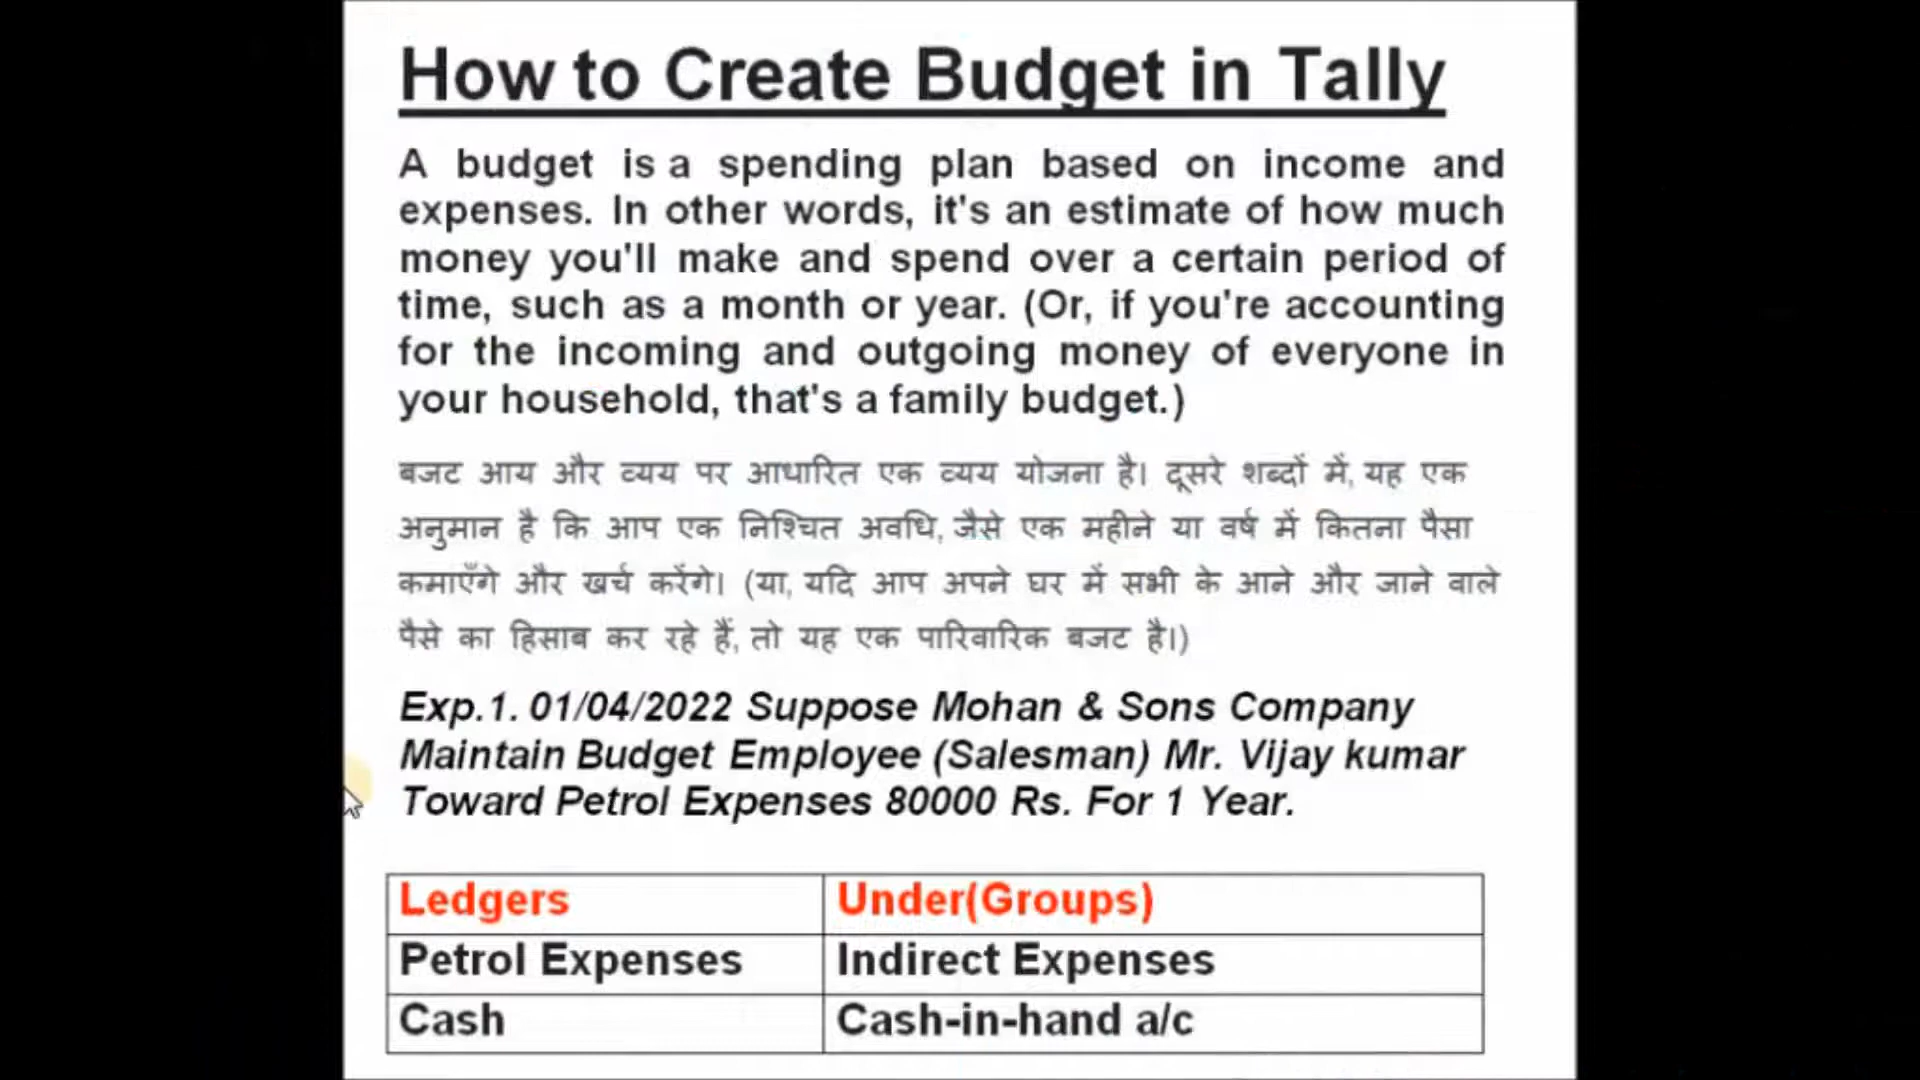 How to Create Budget in Tally
A budget is a spending plan based on income and
expenses. In other words, it's an estimate of how much
money you'll make and spend over a certain period of
time, such as a month or year. (Or, if you're accounting
for the incoming and outgoing money of everyone in
your household, that's a family budget.)
बजट आय और व्यय पर आधारित एक व्यय योजना है। दूसरे शब्दों में, यह एक
अनुमान है कि आप एक निश्चित अवधि, जैसे एक महीने या वर्ष में कितना पैसा
कमाएँगे और खर्च करेंगे। (या, यदि आप अपने घर में सभी के आने और जाने वाले
पैसे का हिसाब कर रहे हैं, तो यह एक पारिवारिक बजट है।)
Exp.1. 01/04/2022 Suppose Mohan & Sons Company
Maintain Budget Employee (Salesman) Mr. Vijay kumar
Toward Petrol Expenses 80000 Rs. For 1 Year.
Ledgers Under(Groups)
Petrol Expenses Indirect Expenses
Cash Cash-in-hand a/c